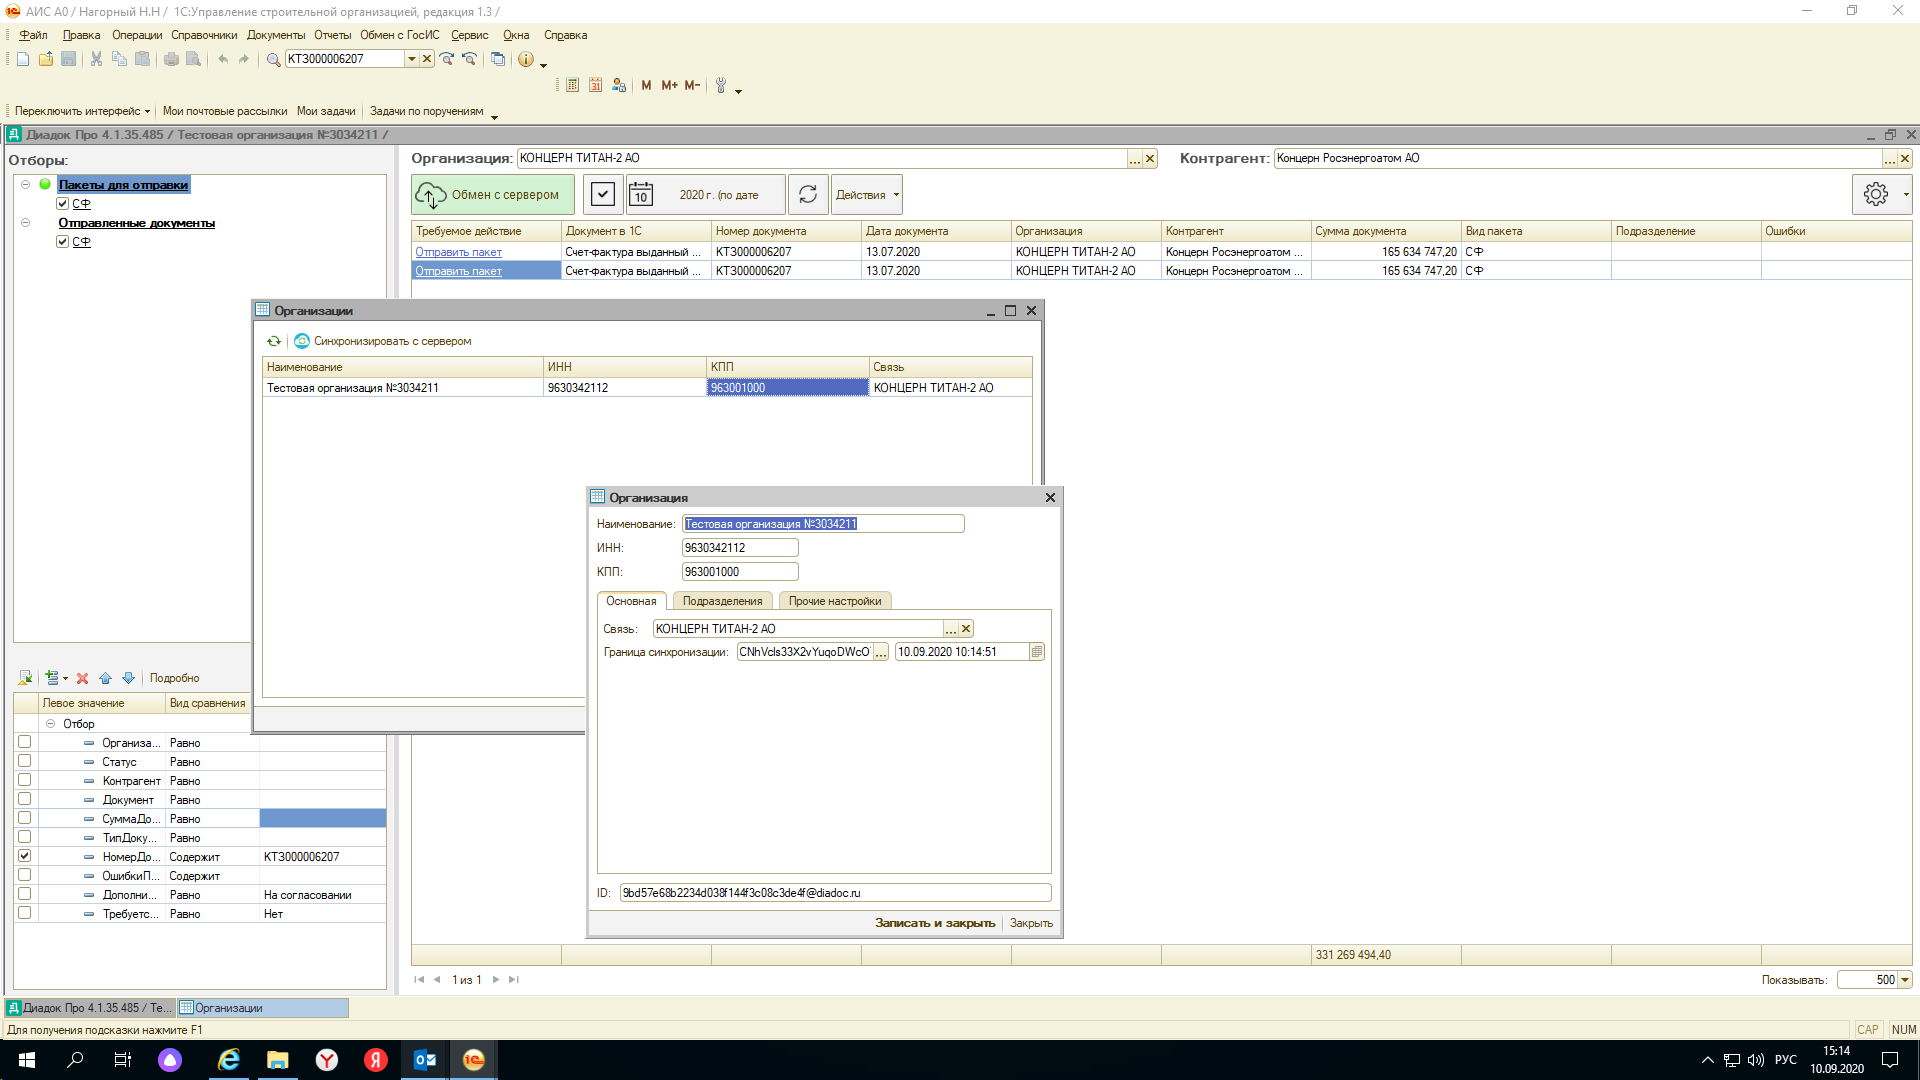 АИС А0 / Нагорный Н.Н / 1С:Управление строительной организацией, редакция 1.3 /
Файл Правка Операции Справочники Документы Отчеты Обмен с ГосИС Сервис Окна Справка
КТЗ000006207
M M+ M-
Переключить интерфейс Мои почтовые рассылки Мои задачи Задачи по поручениям
Диадок Про 4.1.35.485 / Тестовая организация №3034211 /
Отборы:
Пакеты для отправки
СФ
Отправленные документы
СФ
Организация: КОНЦЕРН ТИТАН-2 АО ... Контрагент: Концерн Росэнергоатом АО ...
Обмен с сервером 10 2020 г. (по дате Действия
Требуемое действие Документ в 1С Номер документа Дата документа Организация Контрагент Сумма документа Вид пакета Подразделение Ошибки
Отправить пакет Счет-фактура выданный ... КТЗ000006207 13.07.2020 КОНЦЕРН ТИТАН-2 АО Концерн Росэнергоатом ... 165 634 747,20 СФ
Отправить пакет Счет-фактура выданный ... КТЗ000006207 13.07.2020 КОНЦЕРН ТИТАН-2 АО Концерн Росэнергоатом ... 165 634 747,20 СФ
Организации
Синхронизировать с сервером
Наименование ИНН КПП Связь
Тестовая организация №3034211 9630342112 963001000 КОНЦЕРН ТИТАН-2 АО
Организация
Наименование: Тестовая организация №3034211
ИНН: 9630342112
КПП: 963001000
Основная Подразделения Прочие настройки
Связь: КОНЦЕРН ТИТАН-2 АО ...
Граница синхронизации: CNhVcIs33X2vYuqoDWcO ... 10.09.2020 10:14:51
ID: 9bd57e68b2234d038f144f3c08c3de4f@diadoc.ru
Записать и закрыть Закрыть
Подробно
Левое значение Вид сравнения
Отбор
Организа... Равно
Статус Равно
Контрагент Равно
Документ Равно
СуммаДо... Равно
ТипДоку... Равно
НомерДо... Содержит КТЗ000006207
ОшибкиП... Содержит
Дополни... Равно На согласовании
Требуетс... Равно Нет
331 269 494,40
1 из 1 Показывать: 500
Диадок Про 4.1.35.485 / Те... Организации
Для получения подсказки нажмите F1 CAP NUM
РУС 15:14
10.09.2020